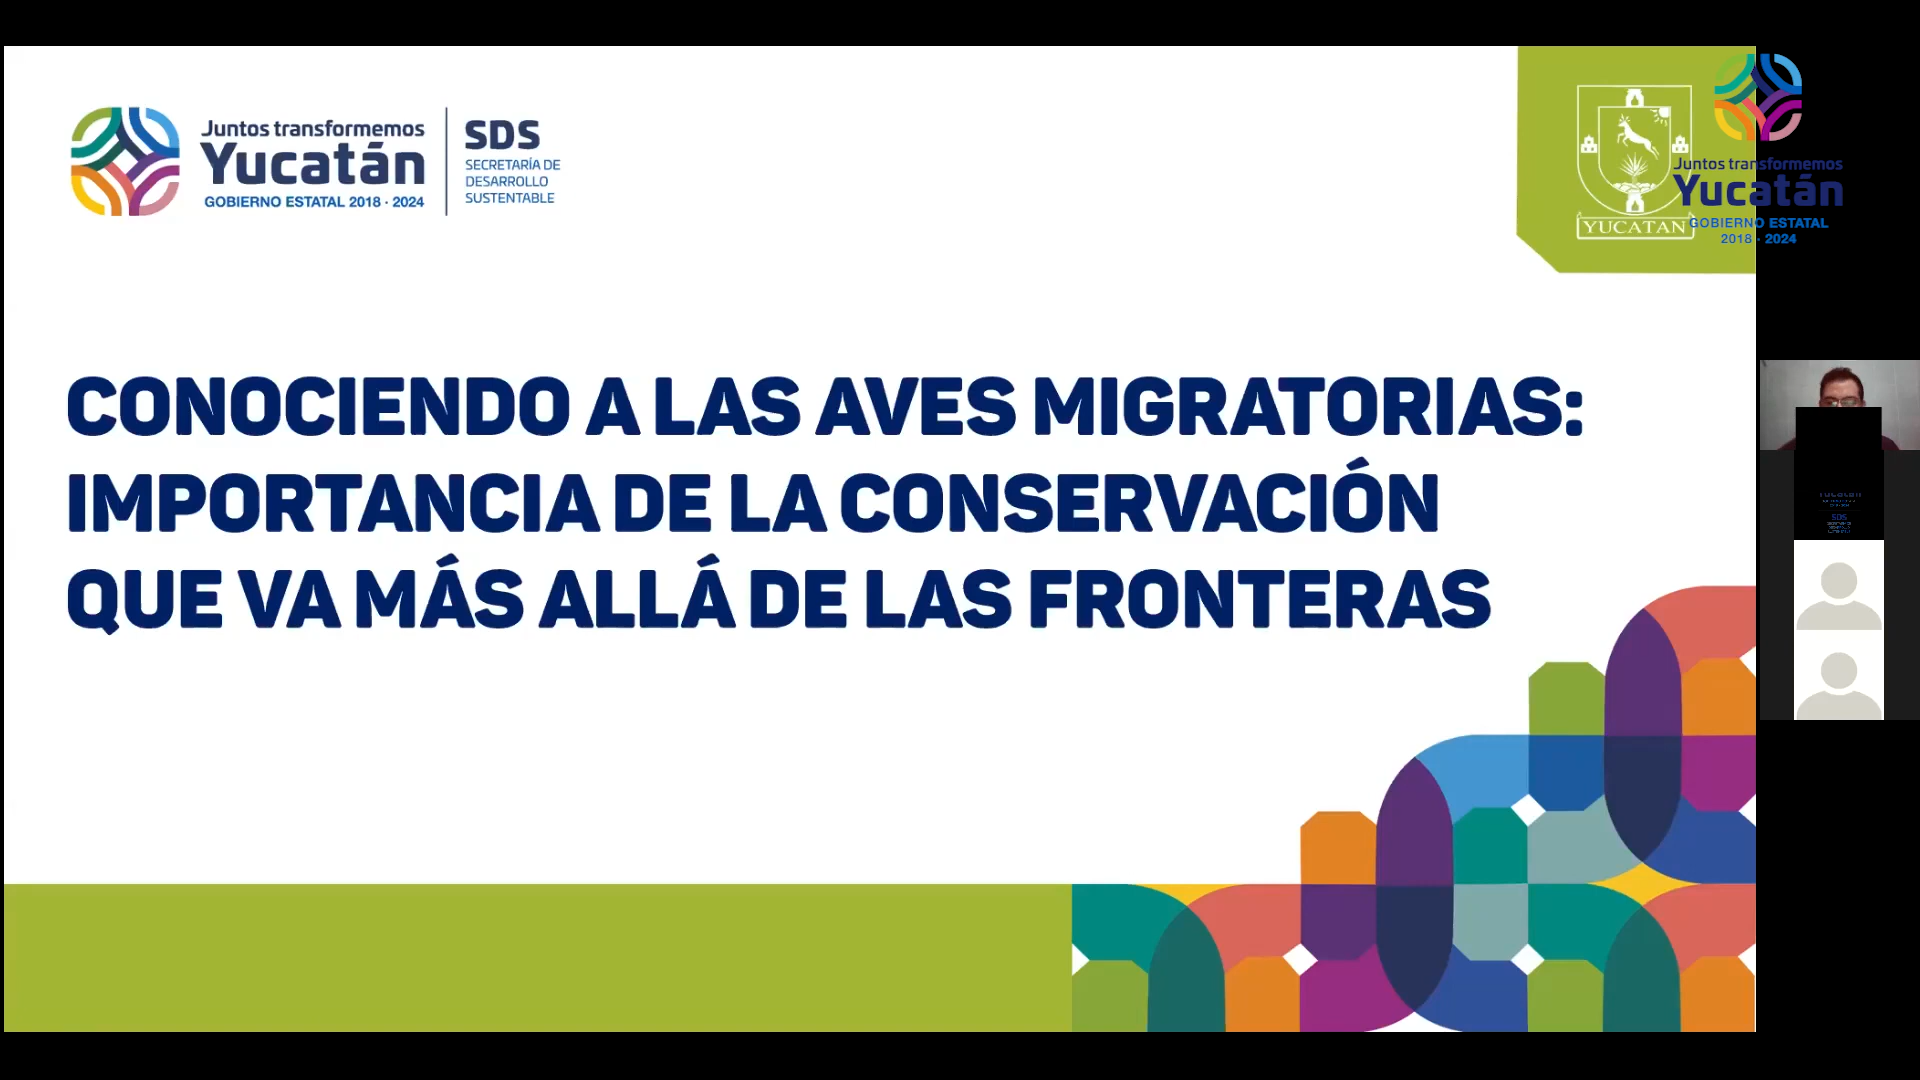 Juntos transformemos
Yucatán
GOBIERNO ESTATAL 2018 · 2024
SDS
SECRETARÍA DE
DESARROLLO
SUSTENTABLE
YUCATAN
Juntos transformemos
Yucatán
GOBIERNO ESTATAL
2018 · 2024
CONOCIENDO A LAS AVES MIGRATORIAS:
IMPORTANCIA DE LA CONSERVACIÓN
QUE VA MÁS ALLÁ DE LAS FRONTERAS
SDS